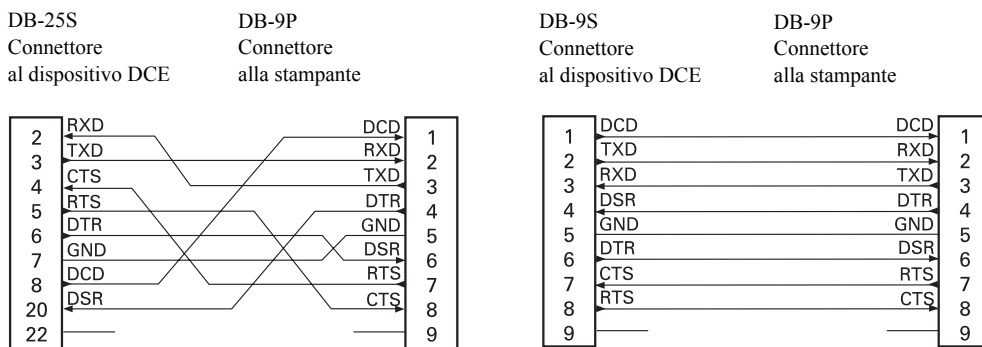 DB-25S
Connettore
al dispositivo DCE
DB-9P
Connettore
alla stampante
2 RXD DCD 1
3 TXD RXD 2
4 CTS TXD 3
5 RTS DTR 4
6 DTR GND 5
7 GND DSR 6
8 DCD RTS 7
20 DSR CTS 8
22 9
DB-9S
Connettore
al dispositivo DCE
DB-9P
Connettore
alla stampante
1 DCD DCD 1
2 TXD RXD 2
3 RXD TXD 3
4 DSR DTR 4
5 GND GND 5
6 DTR DSR 6
7 CTS RTS 7
8 RTS CTS 8
9 9